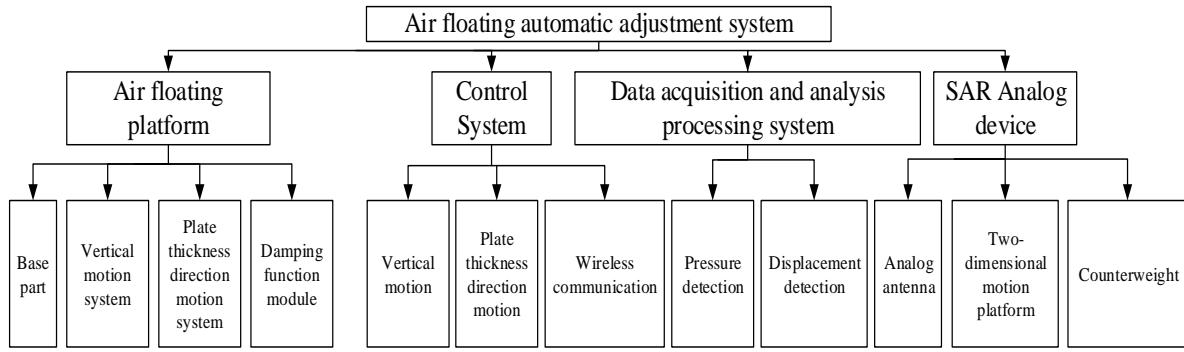 Air floating automatic adjustment system
Air floating
platform
Control
System
Data acquisition and analysis
processing system
SAR Analog
device
Base
part
Vertical
motion
system
Plate
thickness
direction
motion
system
Damping
function
module
Vertical
motion
Plate
thickness
direction
motion
Wireless
communication
Pressure
detection
Displacement
detection
Analog
antenna
Two-
dimensional
motion
platform
Counterweight